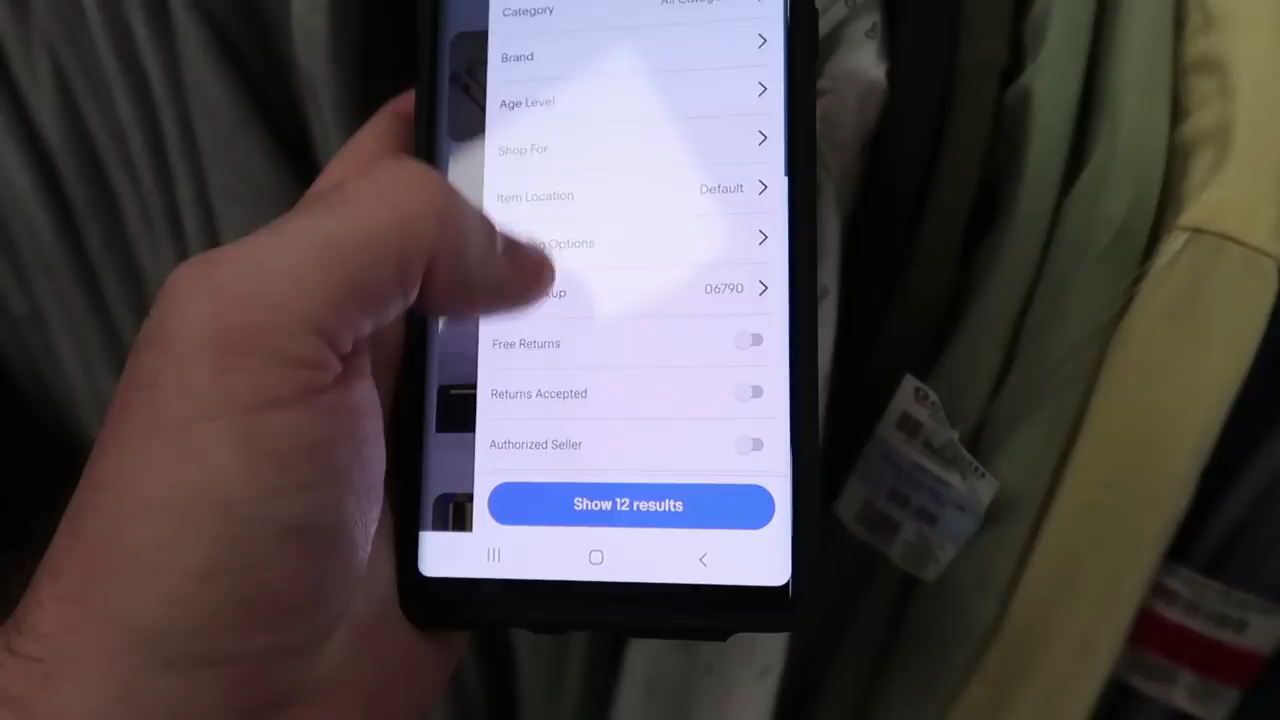 Category
Brand
Age Level
Shop For
Item Location Default
Options
06790
Free Returns
Returns Accepted
Authorized Seller
Show 12 results